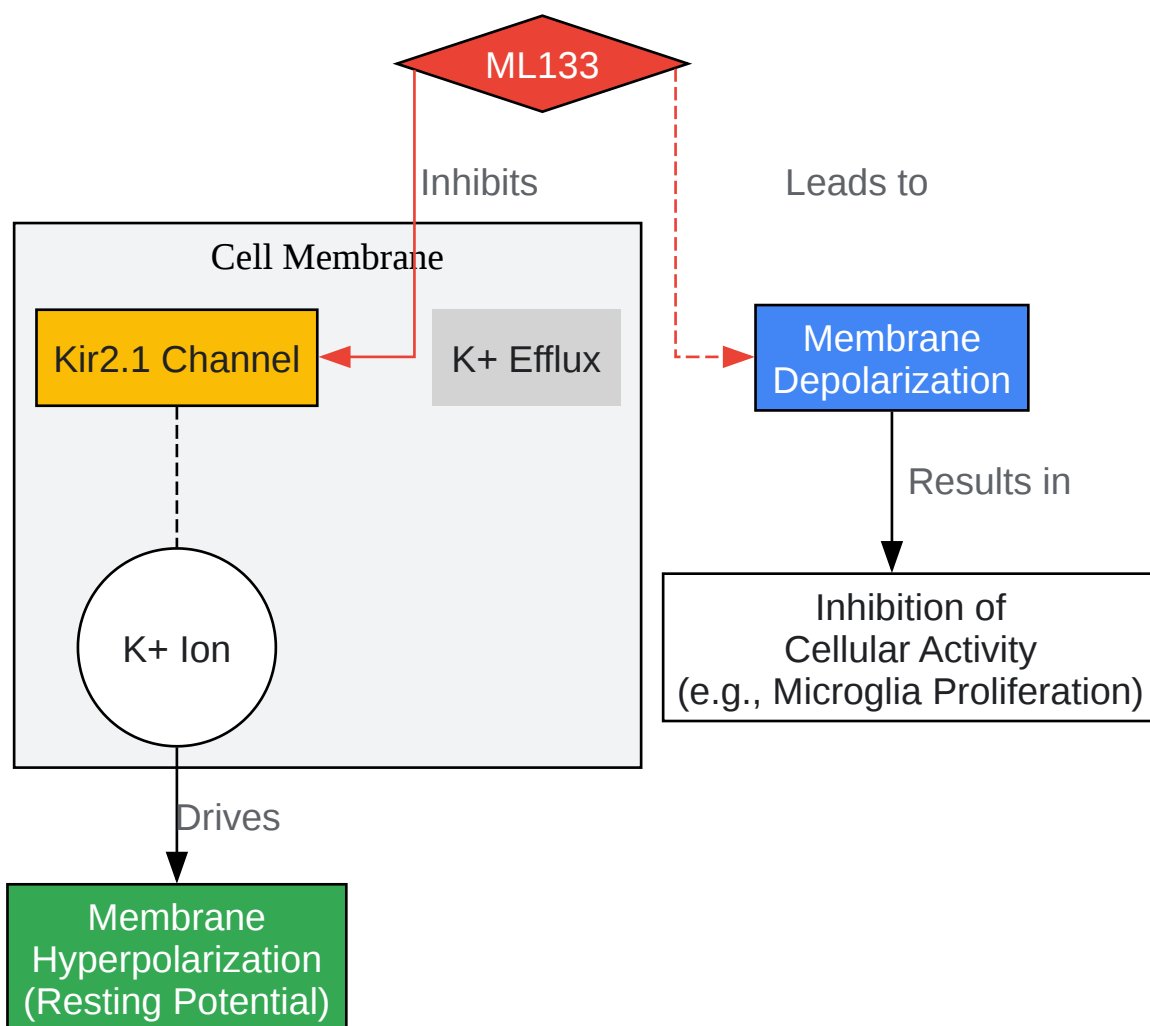 ML133
Inhibits
Leads to
Cell Membrane
Kir2.1 Channel
K+ Efflux
Membrane
Depolarization
Results in
Inhibition of
Cellular Activity
(e.g., Microglia Proliferation)
K+ Ion
Drives
Membrane
Hyperpolarization
(Resting Potential)